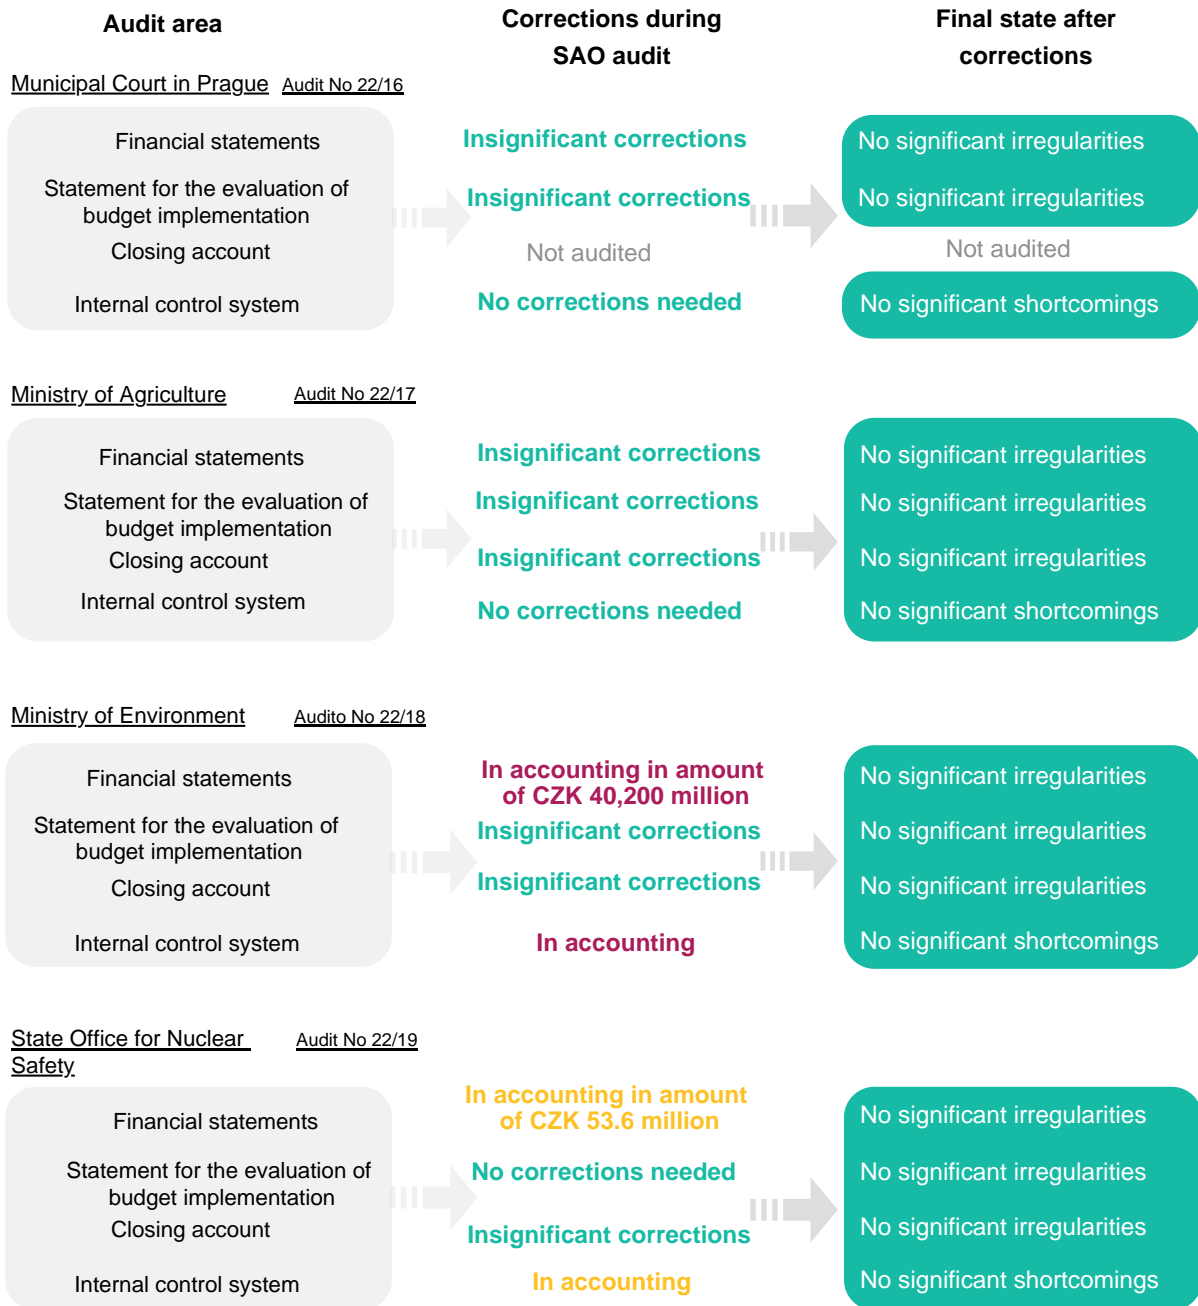 Audit area
Corrections during
SAO audit
Final state after
corrections
Municipal Court in Prague Audit No 22/16
Financial statements
Insignificant corrections
No significant irregularities
Statement for the evaluation of
budget implementation
Insignificant corrections
No significant irregularities
Closing account
Not audited
Not audited
Internal control system
No corrections needed
No significant shortcomings
Ministry of Agriculture Audit No 22/17
Financial statements
Insignificant corrections
No significant irregularities
Statement for the evaluation of
budget implementation
Insignificant corrections
No significant irregularities
Closing account
Insignificant corrections
No significant irregularities
Internal control system
No corrections needed
No significant shortcomings
Ministry of Environment Audito No 22/18
Financial statements
In accounting in amount
of CZK 40,200 million
No significant irregularities
Statement for the evaluation of
budget implementation
Insignificant corrections
No significant irregularities
Closing account
Insignificant corrections
No significant irregularities
Internal control system
In accounting
No significant shortcomings
State Office for Nuclear
Safety
Audit No 22/19
Financial statements
In accounting in amount
of CZK 53.6 million
No significant irregularities
Statement for the evaluation of
budget implementation
No corrections needed
No significant irregularities
Closing account
Insignificant corrections
No significant irregularities
Internal control system
In accounting
No significant shortcomings